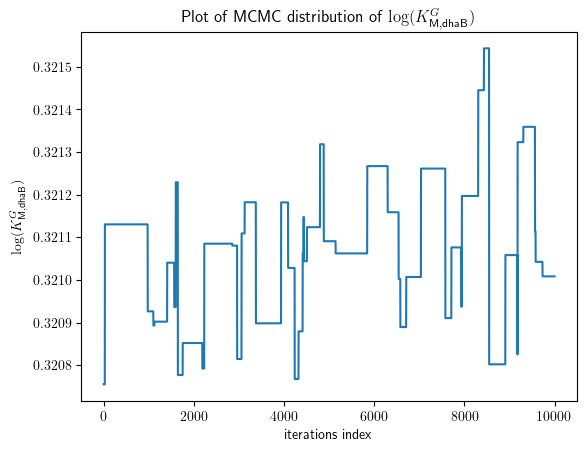 Plot of MCMC distribution of log(K^G_{M,dhaB})
log(K^G_{M,dhaB})
0.3215
0.3214
0.3213
0.3212
0.3211
0.3210
0.3209
0.3208
0 2000 4000 6000 8000 10000
iterations index